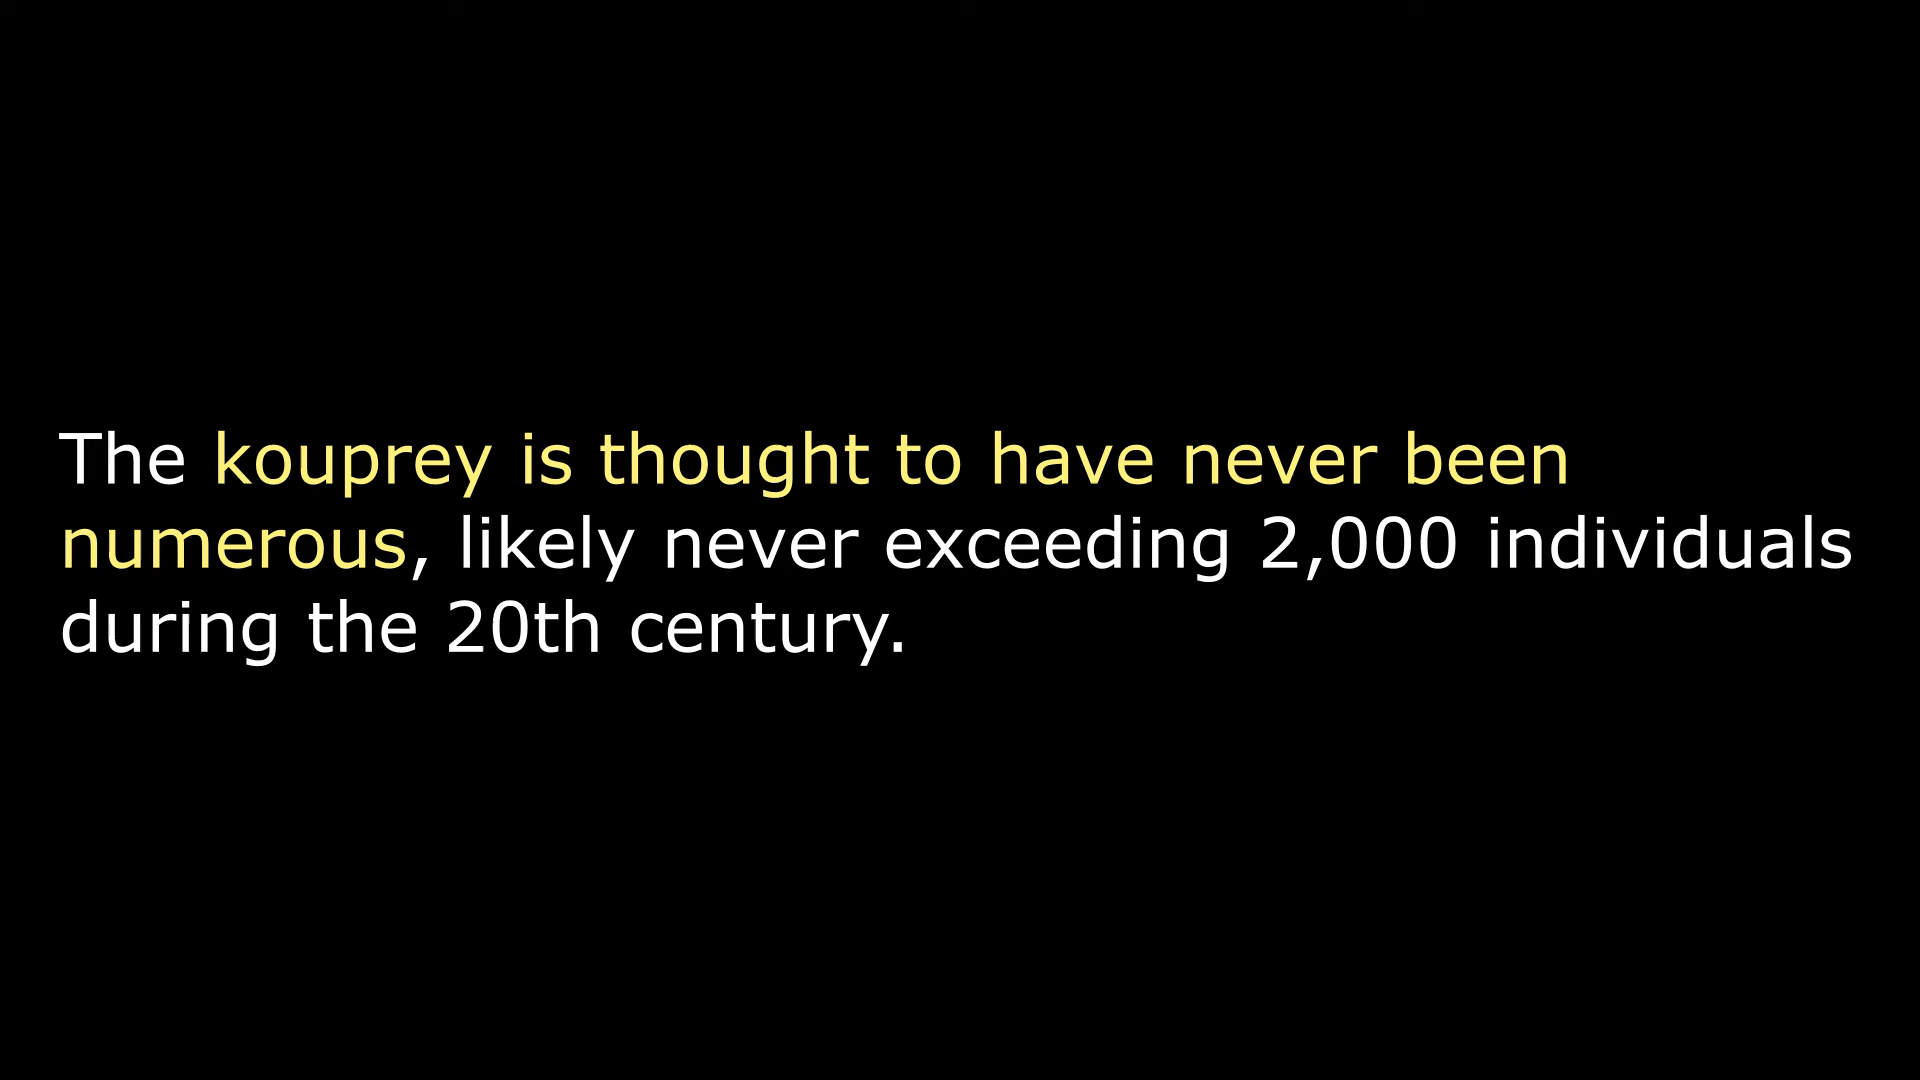 The kouprey is thought to have never been
numerous, likely never exceeding 2,000 individuals
during the 20th century.